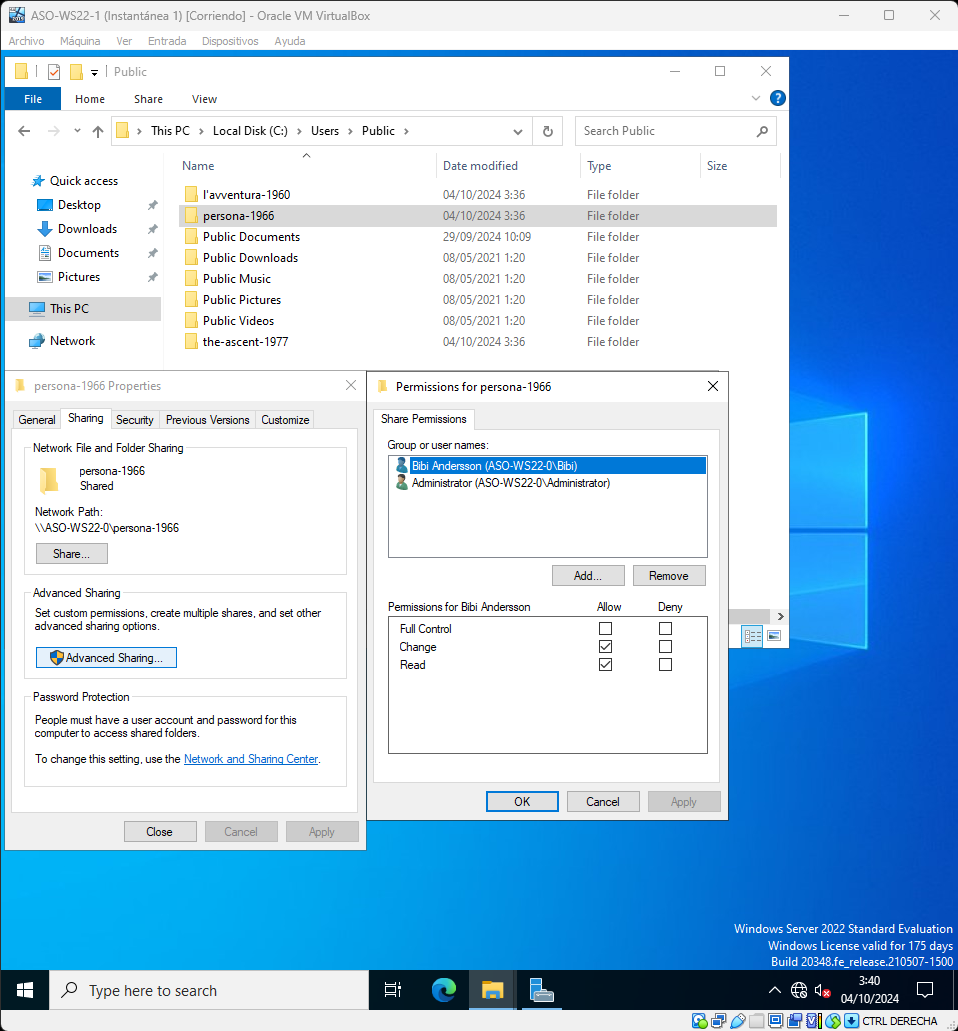 ASO-WS22-1 (Instantánea 1) [Corriendo] - Oracle VM VirtualBox
Archivo Máquina Ver Entrada Dispositivos Ayuda
Public
File Home Share View
This PC Local Disk (C:) Users Public
Search Public
Name Date modified Type Size
Quick access
Desktop
Downloads
Documents
Pictures
This PC
Network
l'avventura-1960 04/10/2024 3:36 File folder
persona-1966 04/10/2024 3:36 File folder
Public Documents 29/09/2024 10:09 File folder
Public Downloads 08/05/2021 1:20 File folder
Public Music 08/05/2021 1:20 File folder
Public Pictures 08/05/2021 1:20 File folder
Public Videos 08/05/2021 1:20 File folder
the-ascent-1977 04/10/2024 3:36 File folder
persona-1966 Properties
General Sharing Security Previous Versions Customize
Network File and Folder Sharing
persona-1966
Shared
Network Path:
\\ASO-WS22-0\persona-1966
Share...
Advanced Sharing
Set custom permissions, create multiple shares, and set other
advanced sharing options.
Advanced Sharing...
Password Protection
People must have a user account and password for this
computer to access shared folders.
To change this setting, use the Network and Sharing Center.
Close Cancel Apply
Permissions for persona-1966
Share Permissions
Group or user names:
Bibi Andersson (ASO-WS22-0\Bibi)
Administrator (ASO-WS22-0\Administrator)
Add... Remove
Permissions for Bibi Andersson Allow Deny
Full Control
Change
Read
OK Cancel Apply
Windows Server 2022 Standard Evaluation
Windows License valid for 175 days
Build 20348.fe_release.210507-1500
Type here to search
3:40
04/10/2024
CTRL DERECHA